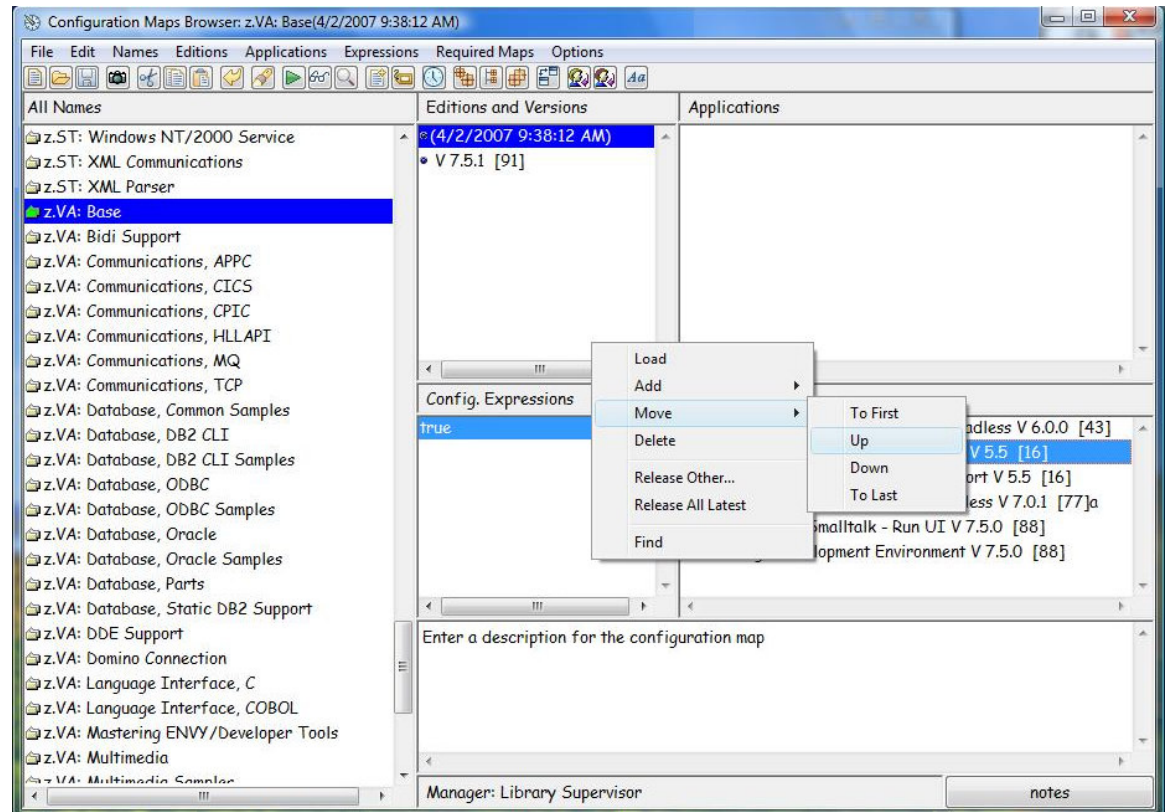 Configuration Maps Browser: z.VA: Base(4/2/2007 9:38:12 AM)
File Edit Names Editions Applications Expressions Required Maps Options
Aa
All Names
z.ST: Windows NT/2000 Service
z.ST: XML Communications
z.ST: XML Parser
z.VA: Base
z.VA: Bidi Support
z.VA: Communications, APPC
z.VA: Communications, CICS
z.VA: Communications, CPIC
z.VA: Communications, HLLAPI
z.VA: Communications, MQ
z.VA: Communications, TCP
z.VA: Database, Common Samples
z.VA: Database, DB2 CLI
z.VA: Database, DB2 CLI Samples
z.VA: Database, ODBC
z.VA: Database, ODBC Samples
z.VA: Database, Oracle
z.VA: Database, Oracle Samples
z.VA: Database, Parts
z.VA: Database, Static DB2 Support
z.VA: DDE Support
z.VA: Domino Connection
z.VA: Language Interface, C
z.VA: Language Interface, COBOL
z.VA: Mastering ENVY/Developer Tools
z.VA: Multimedia
z.VA: Multimedia Samples
Editions and Versions
(4/2/2007 9:38:12 AM)
V 7.5.1 [91]
Applications
Config. Expressions
true
Load
Add
Move
Delete
Release Other...
Release All Latest
Find
To First
Up
Down
To Last
adless V 6.0.0 [43]
V 5.5 [16]
ort V 5.5 [16]
less V 7.0.1 [77]a
Smalltalk - Run UI V 7.5.0 [88]
lopment Environment V 7.5.0 [88]
Enter a description for the configuration map
Manager: Library Supervisor
notes